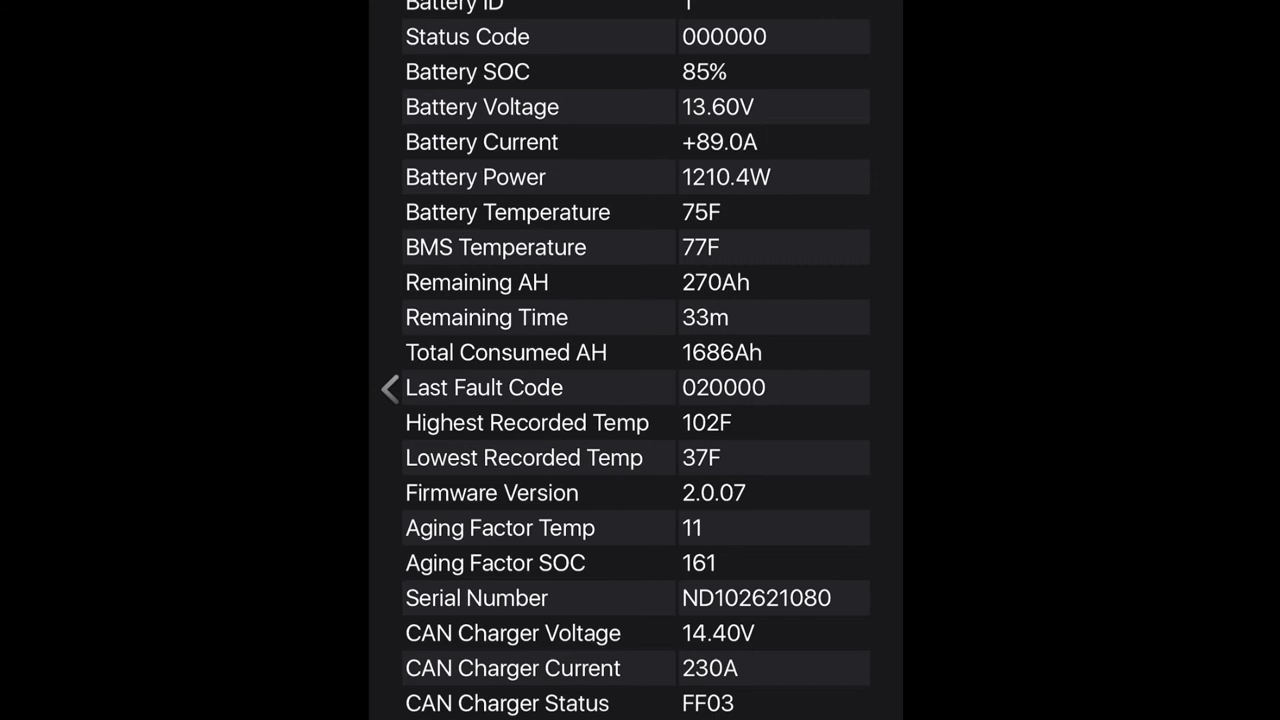 Battery ID 1
Status Code 000000
Battery SOC 85%
Battery Voltage 13.60V
Battery Current +89.0A
Battery Power 1210.4W
Battery Temperature 75F
BMS Temperature 77F
Remaining AH 270Ah
Remaining Time 33m
Total Consumed AH 1686Ah
Last Fault Code 020000
Highest Recorded Temp 102F
Lowest Recorded Temp 37F
Firmware Version 2.0.07
Aging Factor Temp 11
Aging Factor SOC 161
Serial Number ND102621080
CAN Charger Voltage 14.40V
CAN Charger Current 230A
CAN Charger Status FF03